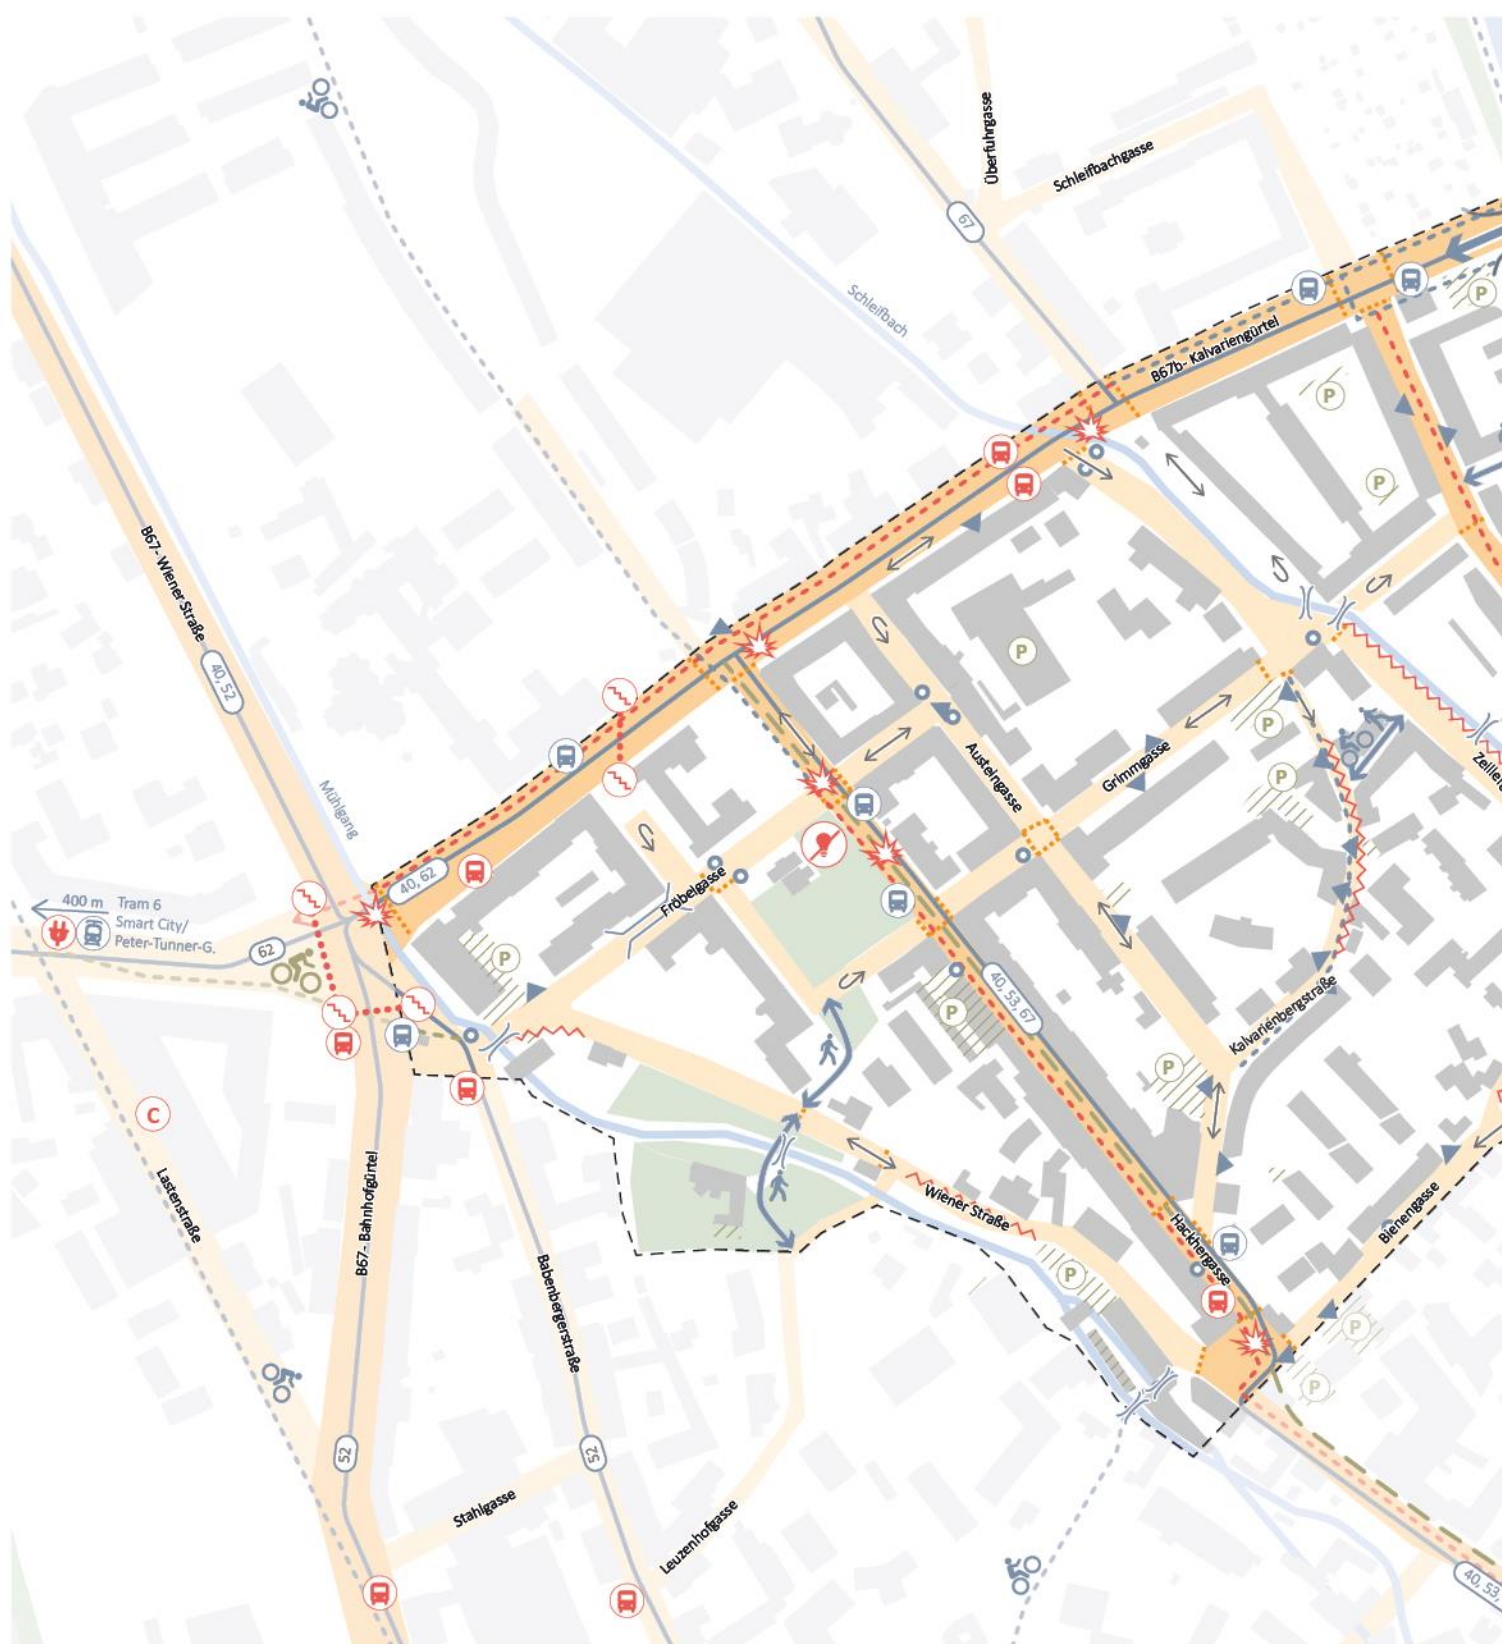 Überfuhrgasse
Schleifbachgasse
67
Schleifbach
B67b- Kalvariengürtel
P
P
P
B67- Wiener Straße
40, 52
P
P
Austeingasse
Grimmgasse
P
Mühlgang
40, 62
Fröbelgasse
400 m
Tram 6
Smart City/
Peter-Tunner-G.
62
P
P
40, 53, 67
Kalvarienbergstraße
P
C
Lastenstraße
B67- Bahnhofgürtel
Wiener Straße
Hackhergasse
Bienengasse
P
P
P
Babenbergerstraße
52
52
Stahlgasse
Leuzenhofgasse
40, 53,